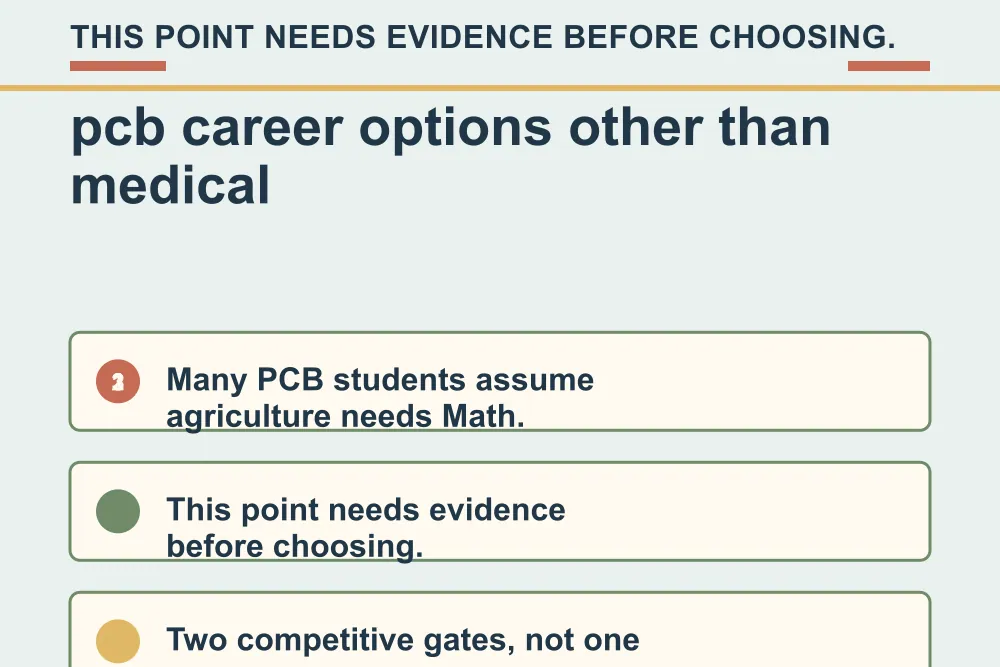 THIS POINT NEEDS EVIDENCE BEFORE CHOOSING.
pcb career options other than
medical
Many PCB students assume
agriculture needs Math.
This point needs evidence
before choosing.
Two competitive gates, not one